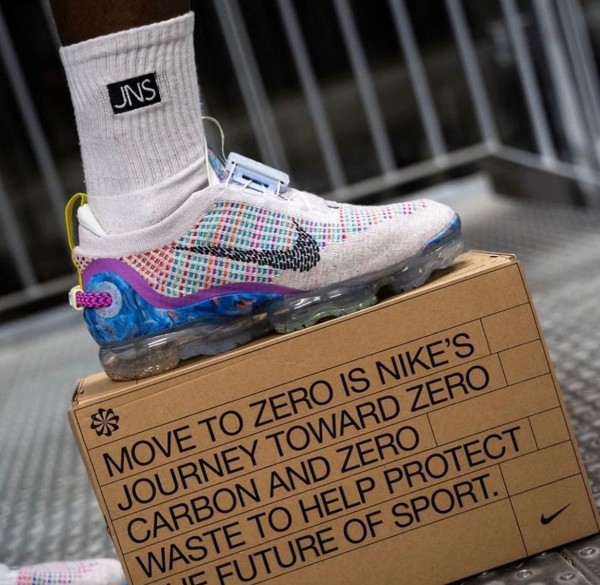 JNS
MOVE TO ZERO IS NIKE'S
JOURNEY TOWARD ZERO
CARBON AND ZERO
WASTE TO HELP PROTECT
THE FUTURE OF SPORT.